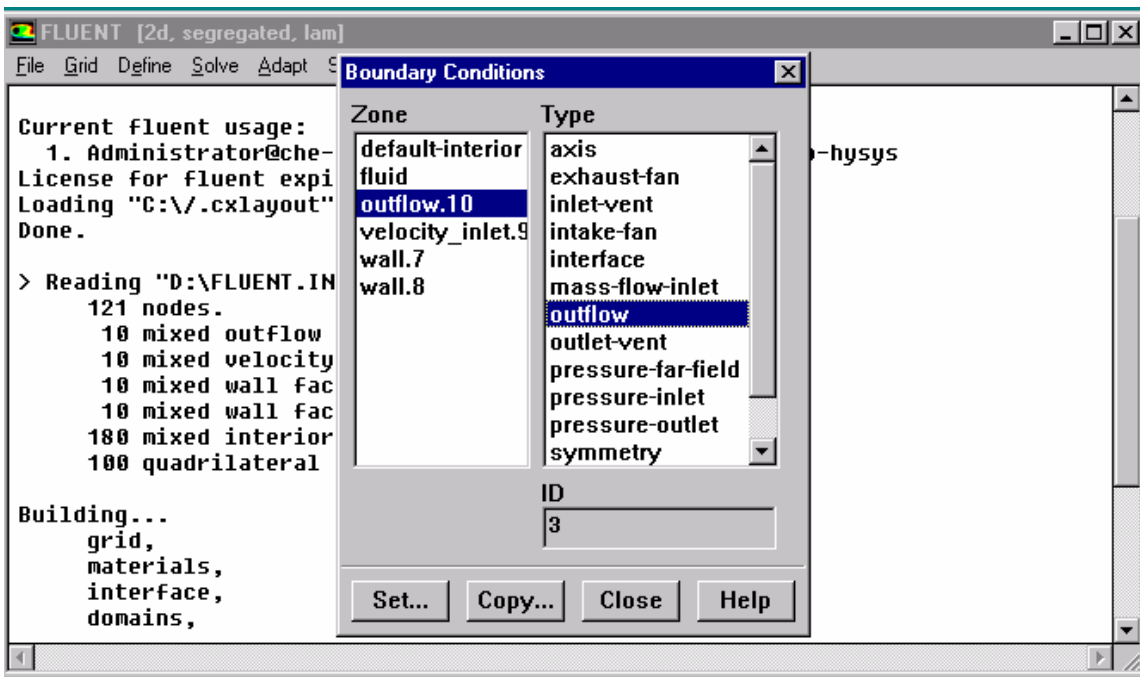 FLUENT [2d, segregated, lam]
File Grid Define Solve Adapt S
Current fluent usage:
1. Administrator@che-
-hysys
License for fluent expi
Loading "C:\/.cxlayout"
Done.
> Reading "D:\FLUENT.IN
121 nodes.
10 mixed outflow
10 mixed velocity
10 mixed wall fac
10 mixed wall fac
180 mixed interior
100 quadrilateral
Building...
grid,
materials,
interface,
domains,
Boundary Conditions
Zone
default-interior
fluid
outflow.10
velocity_inlet.9
wall.7
wall.8
Type
axis
exhaust-fan
inlet-vent
intake-fan
interface
mass-flow-inlet
outflow
outlet-vent
pressure-far-field
pressure-inlet
pressure-outlet
symmetry
ID
3
Set... Copy... Close Help